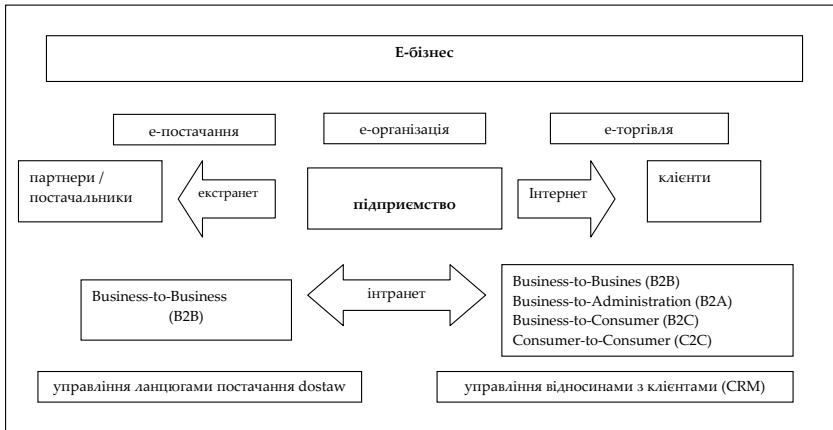 Е-бізнес
е-постачання
е-організація
е-торгівля
партнери /
постачальники
екстранет
підприємство
Інтернет
клієнти
Business-to-Business
(B2B)
інтранет
Business-to-Busines (B2B)
Business-to-Administration (B2A)
Business-to-Consumer (B2C)
Consumer-to-Consumer (C2C)
управління ланцюгами постачання dostaw
управління відносинами з клієнтами (CRM)